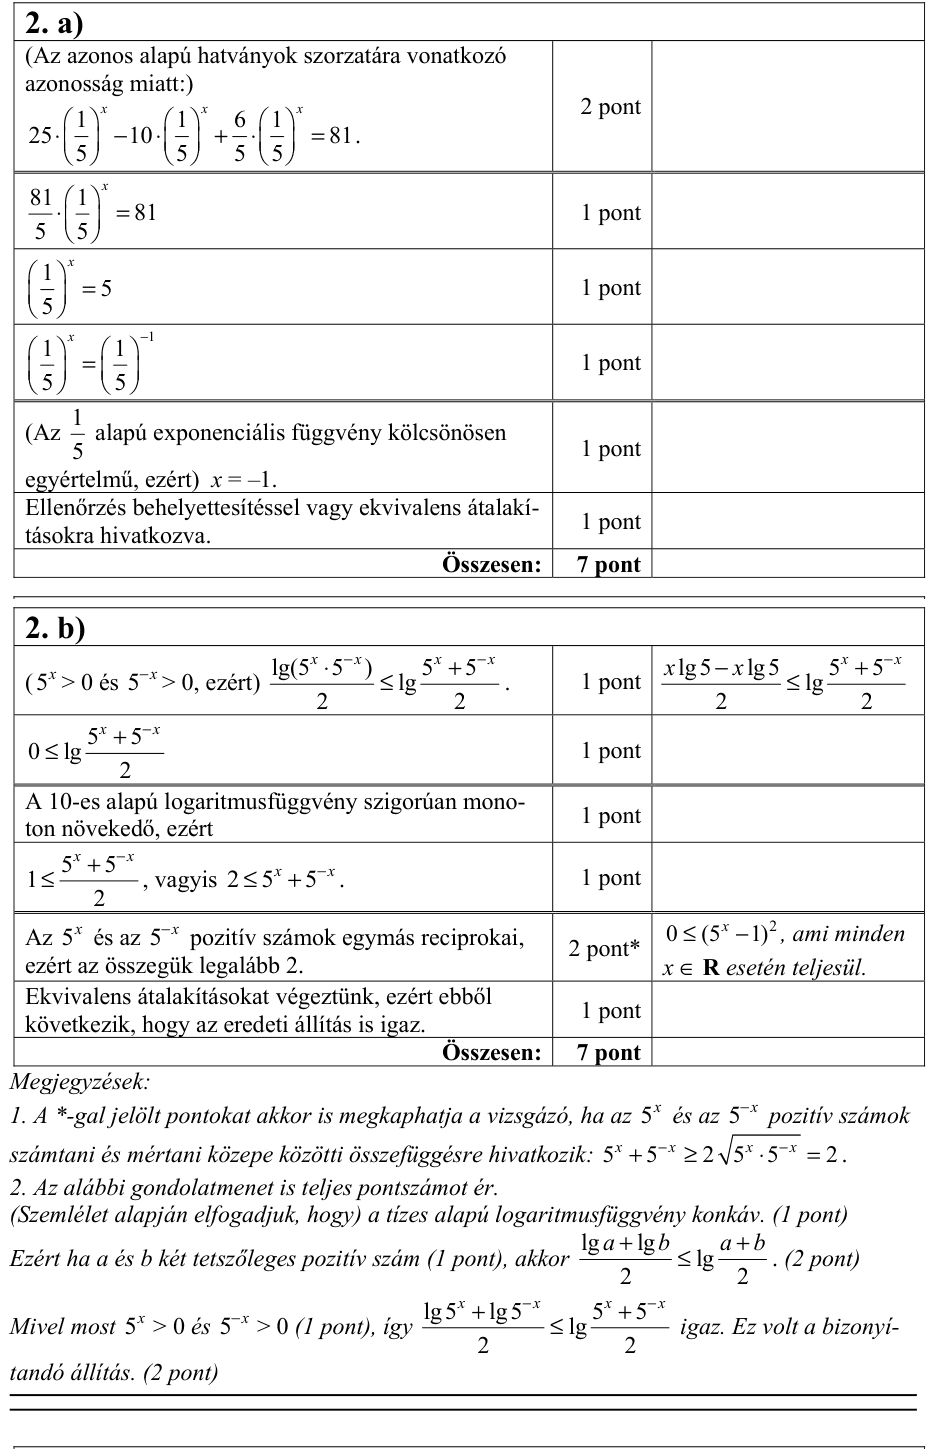 2. a)
(Az azonos alapú hatványok szorzatára vonatkozó
azonosság miatt:)
25·(1/5)^x −10·(1/5)^x + 6/5·(1/5)^x = 81.
2 pont
81/5·(1/5)^x = 81
1 pont
(1/5)^x = 5
1 pont
(1/5)^x = (1/5)^−1
1 pont
(Az 1/5 alapú exponenciális függvény kölcsönösen
egyértelmű, ezért) x = –1.
1 pont
Ellenőrzés behelyettesítéssel vagy ekvivalens átalakí-
tásokra hivatkozva.
1 pont
Összesen: 7 pont
2. b)
(5^x > 0 és 5^−x > 0, ezért) lg(5^x · 5^−x)/2 ≤ lg (5^x + 5^−x)/2.
1 pont
(x lg 5 − x lg 5)/2 ≤ lg (5^x + 5^−x)/2
0 ≤ lg (5^x + 5^−x)/2
1 pont
A 10-es alapú logaritmusfüggvény szigorúan mono-
ton növekedő, ezért
1 pont
1 ≤ (5^x + 5^−x)/2, vagyis 2 ≤ 5^x + 5^−x.
1 pont
Az 5^x és az 5^−x pozitív számok egymás reciprokai,
ezért az összegük legalább 2.
2 pont*
0 ≤ (5^x −1)^2, ami minden
x ∈ R esetén teljesül.
Ekvivalens átalakításokat végeztünk, ezért ebből
következik, hogy az eredeti állítás is igaz.
1 pont
Összesen: 7 pont
Megjegyzések:
1. A *-gal jelölt pontokat akkor is megkaphatja a vizsgázó, ha az 5^x és az 5^−x pozitív számok
számtani és mértani közepe közötti összefüggésre hivatkozik: 5^x + 5^−x ≥ 2√(5^x · 5^−x) = 2.
2. Az alábbi gondolatmenet is teljes pontszámot ér.
(Szemlélet alapján elfogadjuk, hogy) a tízes alapú logaritmusfüggvény konkáv. (1 pont)
Ezért ha a és b két tetszőleges pozitív szám (1 pont), akkor (lg a + lg b)/2 ≤ lg (a + b)/2. (2 pont)
Mivel most 5^x > 0 és 5^−x > 0 (1 pont), így (lg 5^x + lg 5^−x)/2 ≤ lg (5^x + 5^−x)/2 igaz. Ez volt a bizonyí-
tandó állítás. (2 pont)